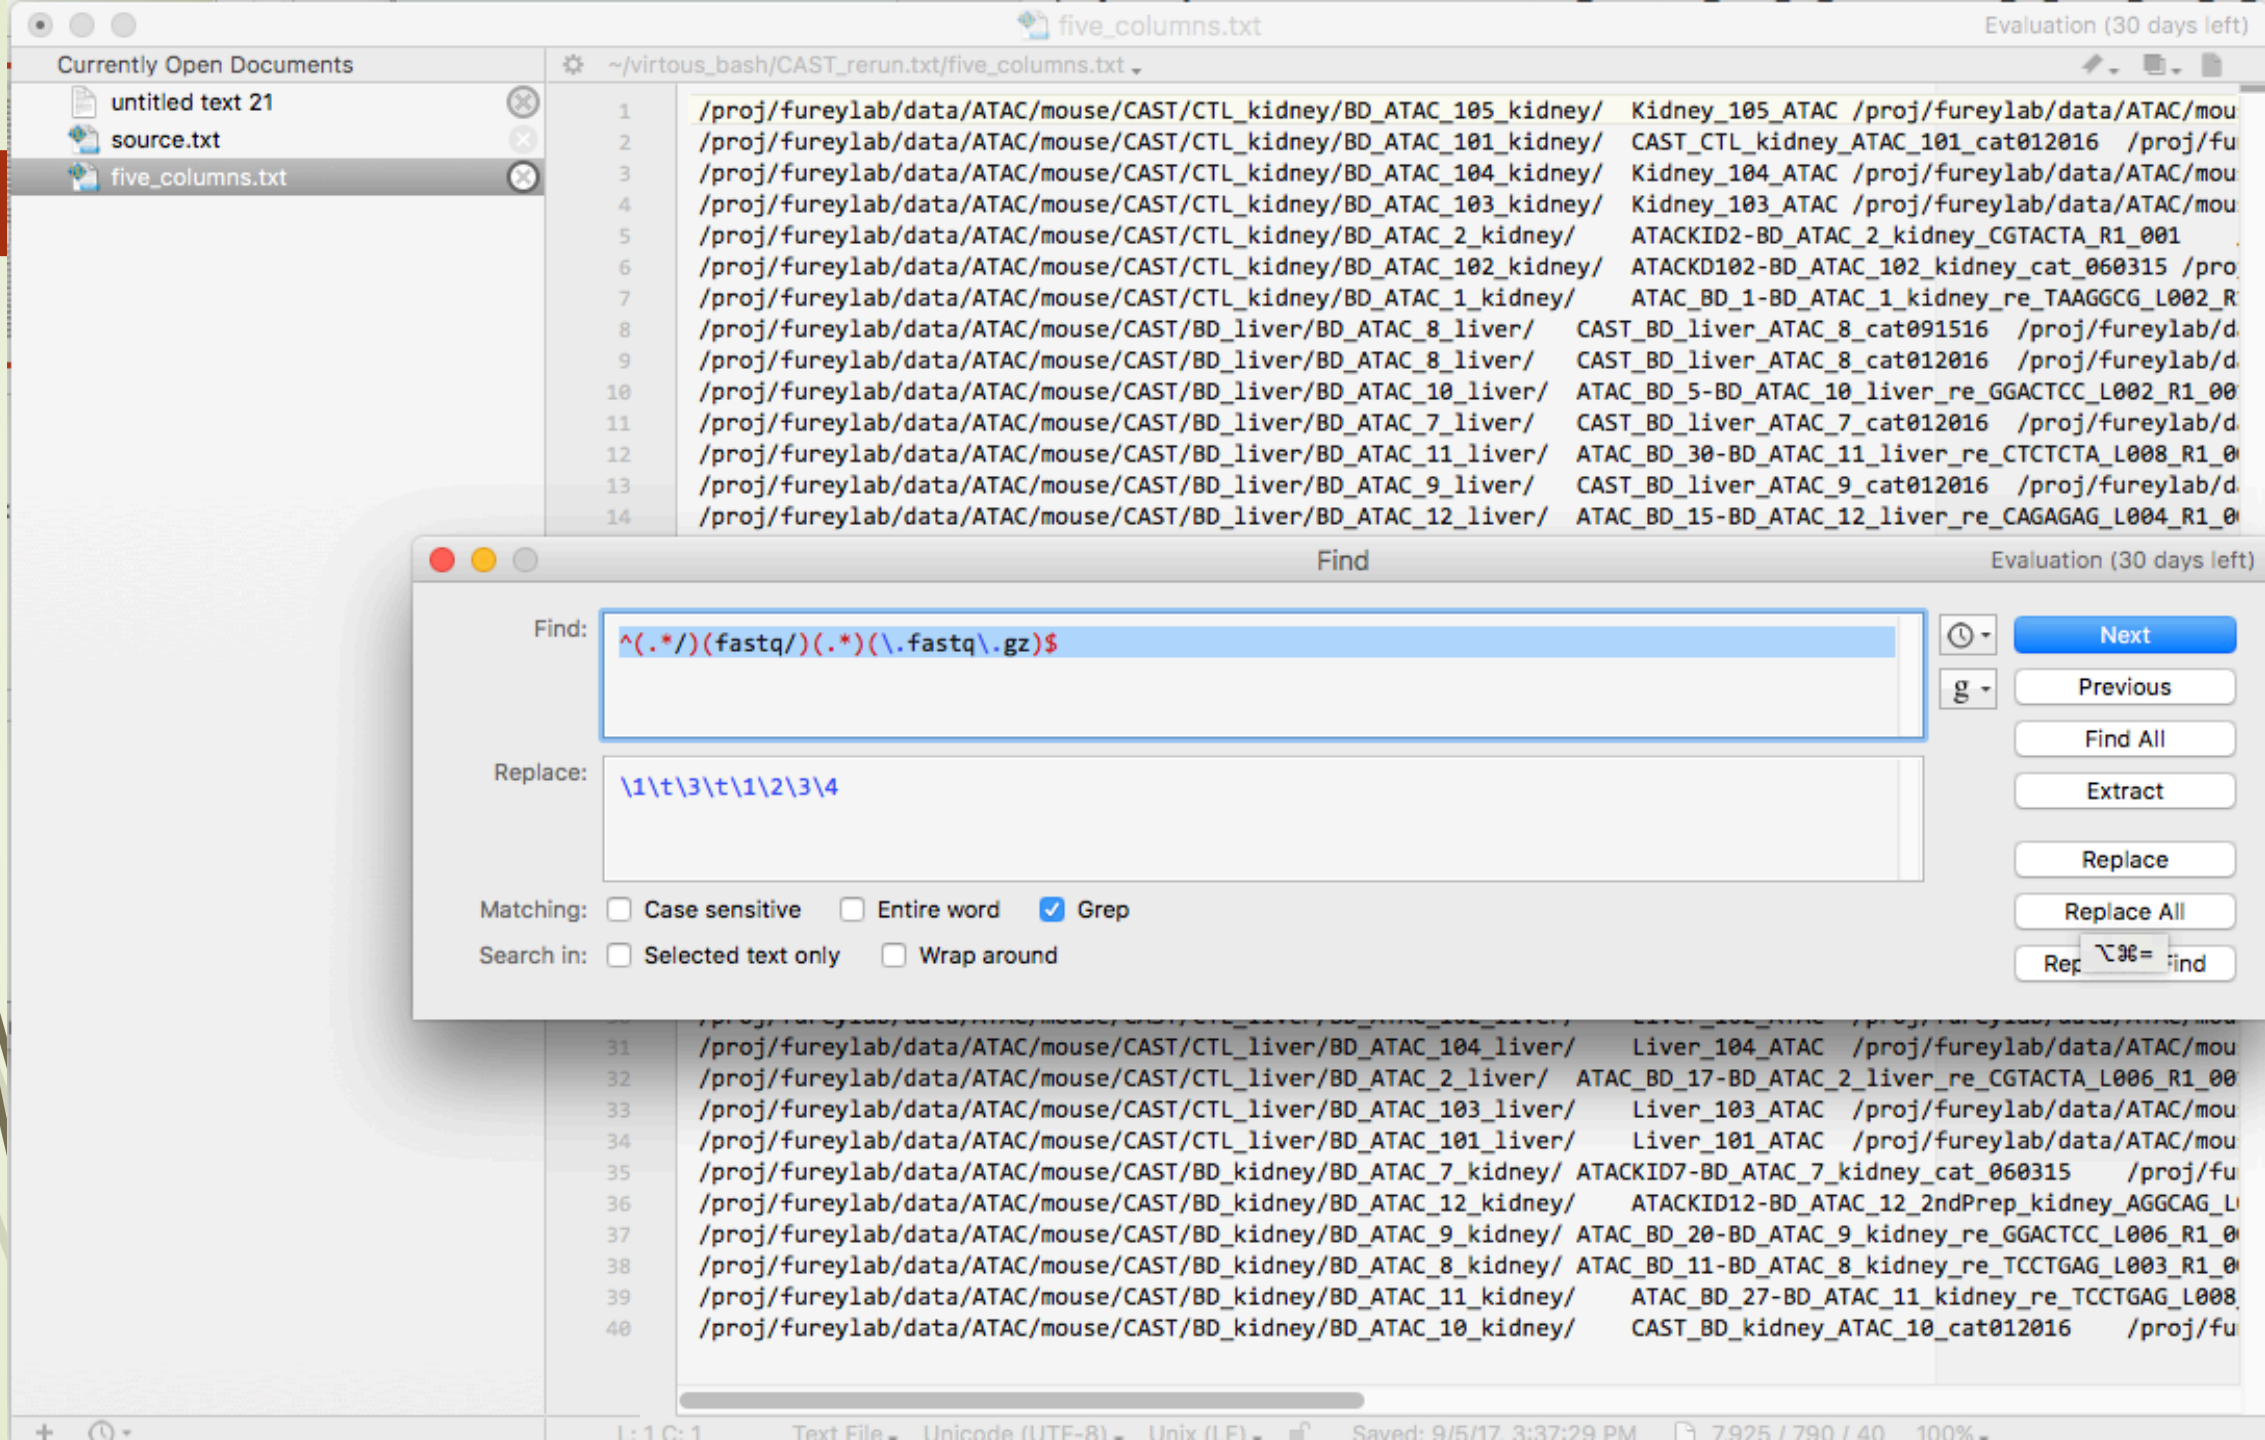 five_columns.txt
Evaluation (30 days left)
Currently Open Documents
~/virtous_bash/CAST_rerun.txt/five_columns.txt
untitled text 21
source.txt
five_columns.txt
1 /proj/fureylab/data/ATAC/mouse/CAST/CTL_kidney/BD_ATAC_105_kidney/ Kidney_105_ATAC /proj/fureylab/data/ATAC/mou
2 /proj/fureylab/data/ATAC/mouse/CAST/CTL_kidney/BD_ATAC_101_kidney/ CAST_CTL_kidney_ATAC_101_cat012016 /proj/fu
3 /proj/fureylab/data/ATAC/mouse/CAST/CTL_kidney/BD_ATAC_104_kidney/ Kidney_104_ATAC /proj/fureylab/data/ATAC/mou
4 /proj/fureylab/data/ATAC/mouse/CAST/CTL_kidney/BD_ATAC_103_kidney/ Kidney_103_ATAC /proj/fureylab/data/ATAC/mou
5 /proj/fureylab/data/ATAC/mouse/CAST/CTL_kidney/BD_ATAC_2_kidney/ ATACKID2-BD_ATAC_2_kidney_CGTACTA_R1_001
6 /proj/fureylab/data/ATAC/mouse/CAST/CTL_kidney/BD_ATAC_102_kidney/ ATACKD102-BD_ATAC_102_kidney_cat_060315 /pro
7 /proj/fureylab/data/ATAC/mouse/CAST/CTL_kidney/BD_ATAC_1_kidney/ ATAC_BD_1-BD_ATAC_1_kidney_re_TAAGGCG_L002_R
8 /proj/fureylab/data/ATAC/mouse/CAST/BD_liver/BD_ATAC_8_liver/ CAST_BD_liver_ATAC_8_cat091516 /proj/fureylab/d
9 /proj/fureylab/data/ATAC/mouse/CAST/BD_liver/BD_ATAC_8_liver/ CAST_BD_liver_ATAC_8_cat012016 /proj/fureylab/d
10 /proj/fureylab/data/ATAC/mouse/CAST/BD_liver/BD_ATAC_10_liver/ ATAC_BD_5-BD_ATAC_10_liver_re_GGACTCC_L002_R1_00
11 /proj/fureylab/data/ATAC/mouse/CAST/BD_liver/BD_ATAC_7_liver/ CAST_BD_liver_ATAC_7_cat012016 /proj/fureylab/d
12 /proj/fureylab/data/ATAC/mouse/CAST/BD_liver/BD_ATAC_11_liver/ ATAC_BD_30-BD_ATAC_11_liver_re_CTCTCTA_L008_R1_0
13 /proj/fureylab/data/ATAC/mouse/CAST/BD_liver/BD_ATAC_9_liver/ CAST_BD_liver_ATAC_9_cat012016 /proj/fureylab/d
14 /proj/fureylab/data/ATAC/mouse/CAST/BD_liver/BD_ATAC_12_liver/ ATAC_BD_15-BD_ATAC_12_liver_re_CAGAGAG_L004_R1_0
Find
Evaluation (30 days left)
Find: ^(.*/)(fastq/)(.*)(\.fastq\.gz)$
Next
g
Previous
Find All
Replace: \1\t\3\t\1\2\3\4
Extract
Replace
Matching: Case sensitive Entire word Grep
Replace All
Search in: Selected text only Wrap around
⌥⌘=
Find
31 /proj/fureylab/data/ATAC/mouse/CAST/CTL_liver/BD_ATAC_104_liver/ Liver_104_ATAC /proj/fureylab/data/ATAC/mou
32 /proj/fureylab/data/ATAC/mouse/CAST/CTL_liver/BD_ATAC_2_liver/ ATAC_BD_17-BD_ATAC_2_liver_re_CGTACTA_L006_R1_00
33 /proj/fureylab/data/ATAC/mouse/CAST/CTL_liver/BD_ATAC_103_liver/ Liver_103_ATAC /proj/fureylab/data/ATAC/mou
34 /proj/fureylab/data/ATAC/mouse/CAST/CTL_liver/BD_ATAC_101_liver/ Liver_101_ATAC /proj/fureylab/data/ATAC/mou
35 /proj/fureylab/data/ATAC/mouse/CAST/BD_kidney/BD_ATAC_7_kidney/ ATACKID7-BD_ATAC_7_kidney_cat_060315 /proj/fu
36 /proj/fureylab/data/ATAC/mouse/CAST/BD_kidney/BD_ATAC_12_kidney/ ATACKID12-BD_ATAC_12_2ndPrep_kidney_AGGCAG_L
37 /proj/fureylab/data/ATAC/mouse/CAST/BD_kidney/BD_ATAC_9_kidney/ ATAC_BD_20-BD_ATAC_9_kidney_re_GGACTCC_L006_R1_0
38 /proj/fureylab/data/ATAC/mouse/CAST/BD_kidney/BD_ATAC_8_kidney/ ATAC_BD_11-BD_ATAC_8_kidney_re_TCCTGAG_L003_R1_0
39 /proj/fureylab/data/ATAC/mouse/CAST/BD_kidney/BD_ATAC_11_kidney/ ATAC_BD_27-BD_ATAC_11_kidney_re_TCCTGAG_L008_
40 /proj/fureylab/data/ATAC/mouse/CAST/BD_kidney/BD_ATAC_10_kidney/ CAST_BD_kidney_ATAC_10_cat012016 /proj/fu
L: 1 C: 1 Text File Unicode (UTF-8) Unix (LF) Saved: 9/5/17, 3:37:29 PM 7,925 / 790 / 40 100%